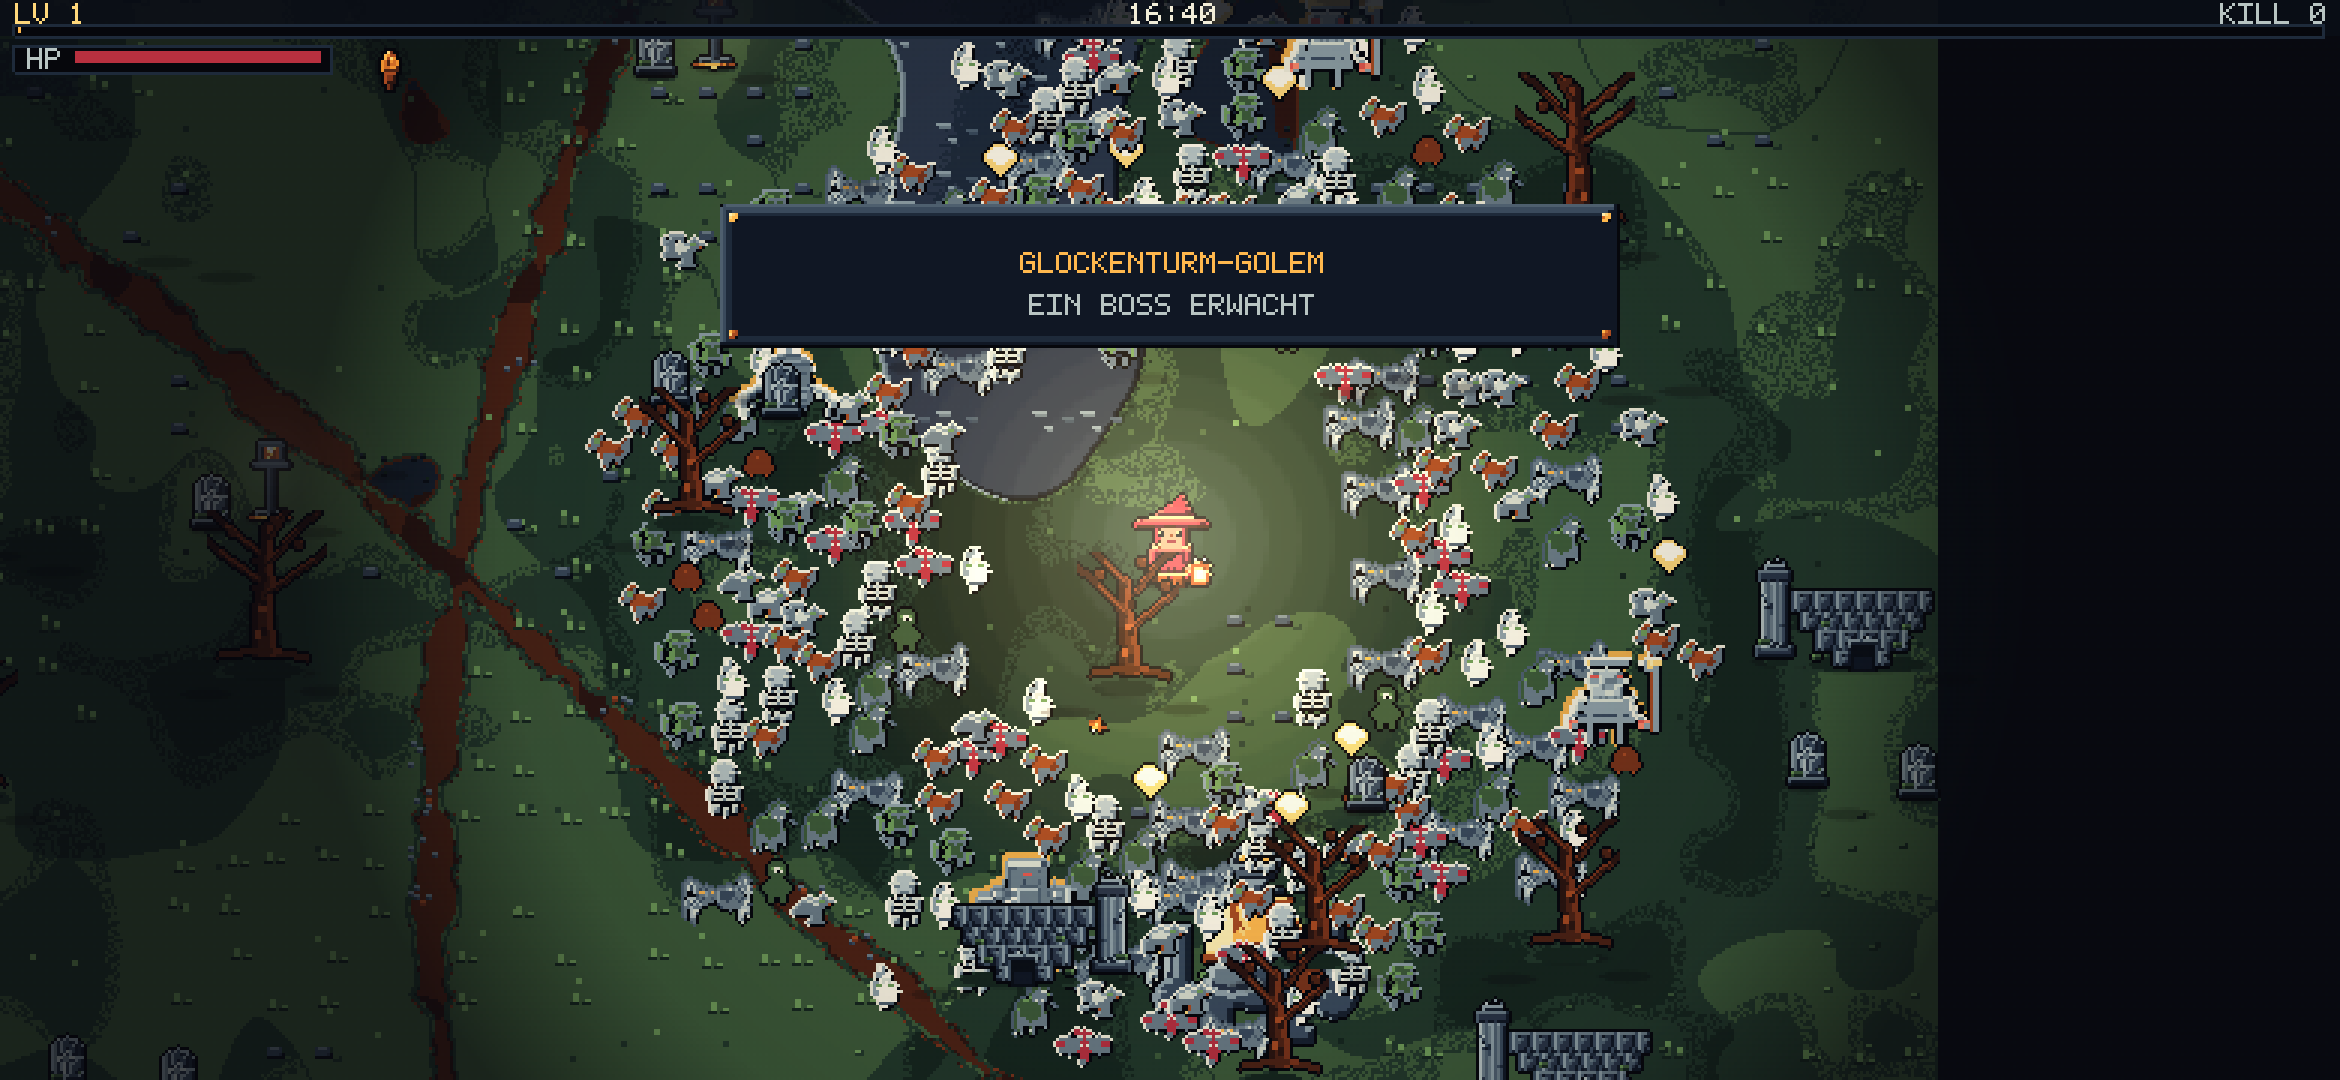 LV 1
16:40
KILL 0
HP
GLOCKENTURM-GOLEM
EIN BOSS ERWACHT